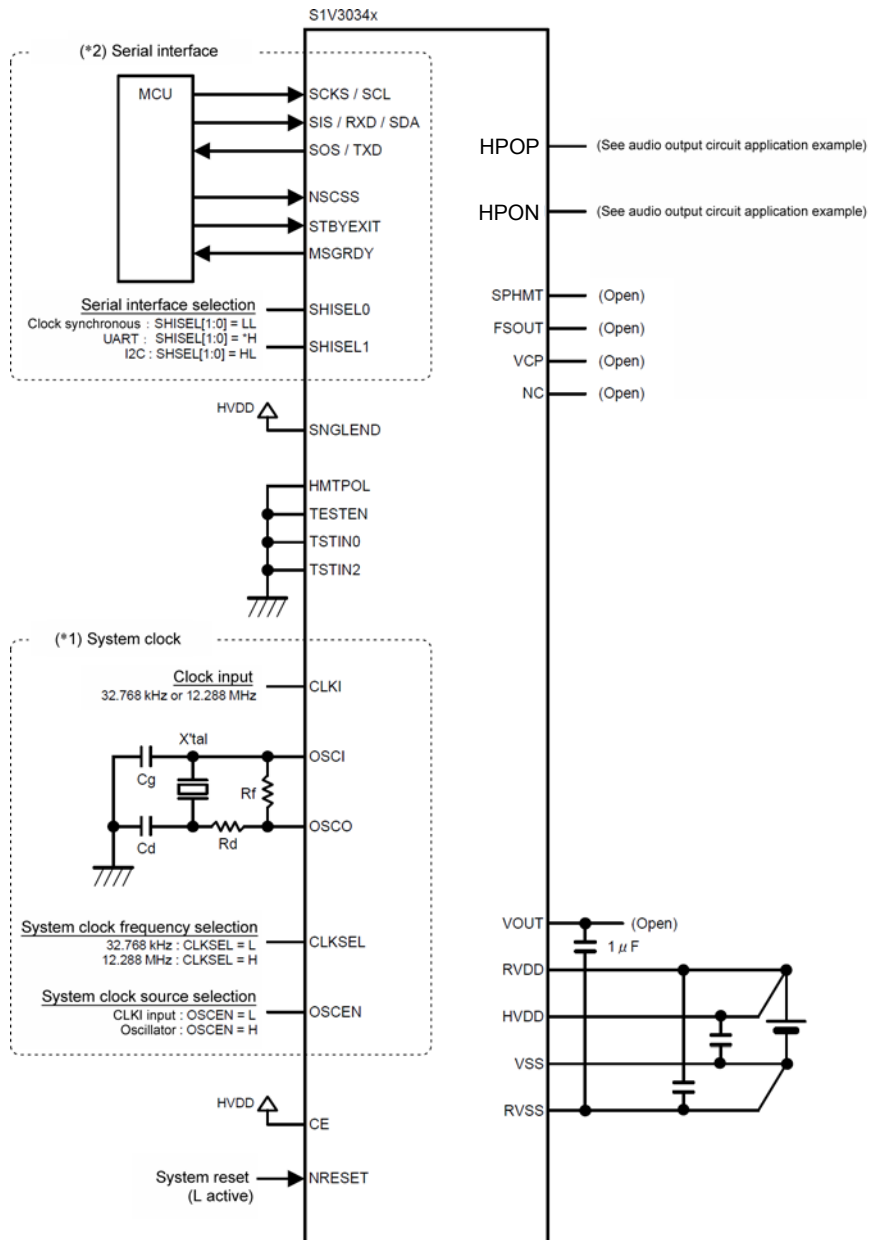 S1V3034x
(*2) Serial interface
MCU
SCKS / SCL
SIS / RXD / SDA
SOS / TXD
NSCSS
STBYEXIT
MSGRDY
Serial interface selection
Clock synchronous : SHISEL[1:0] = LL
UART : SHISEL[1:0] = *H
I2C : SHSEL[1:0] = HL
SHISEL0
SHISEL1
HVDD
SNGLEND
HMTPOL
TESTEN
TSTIN0
TSTIN2
(*1) System clock
Clock input
32.768 kHz or 12.288 MHz
CLKI
X'tal
OSCI
Cg
Rf
OSCO
Cd
Rd
System clock frequency selection
32.768 kHz : CLKSEL = L
12.288 MHz : CLKSEL = H
CLKSEL
System clock source selection
CLKI input : OSCEN = L
Oscillator : OSCEN = H
OSCEN
HVDD
CE
System reset
(L active)
NRESET
HPOP (See audio output circuit application example)
HPON (See audio output circuit application example)
SPHMT (Open)
FSOUT (Open)
VCP (Open)
NC (Open)
VOUT (Open)
1 μ F
RVDD
HVDD
VSS
RVSS